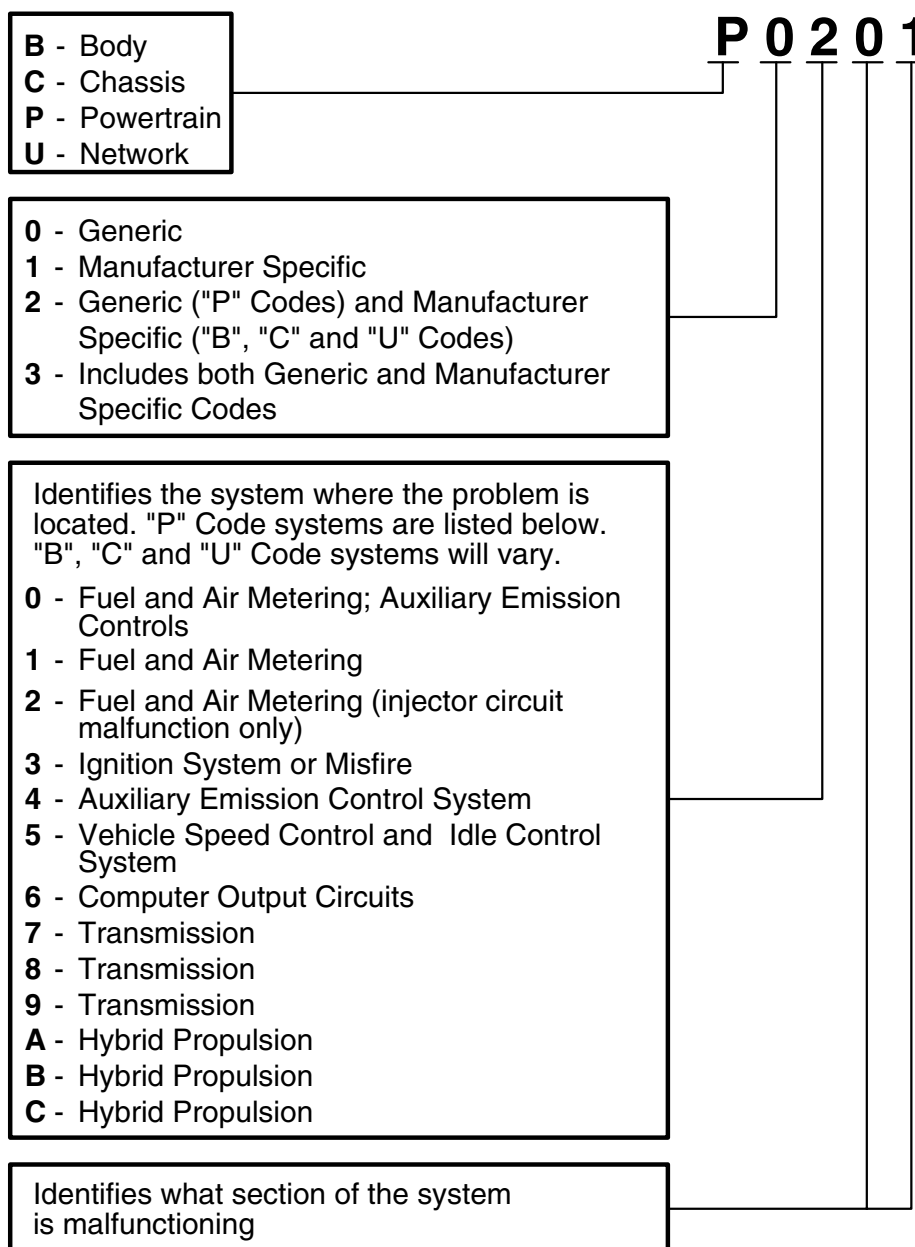 P 0 2 0 1
B - Body
C - Chassis
P - Powertrain
U - Network
0 - Generic
1 - Manufacturer Specific
2 - Generic ("P" Codes) and Manufacturer
Specific ("B", "C" and "U" Codes)
3 - Includes both Generic and Manufacturer
Specific Codes
Identifies the system where the problem is
located. "P" Code systems are listed below.
"B", "C" and "U" Code systems will vary.
0 - Fuel and Air Metering; Auxiliary Emission
Controls
1 - Fuel and Air Metering
2 - Fuel and Air Metering (injector circuit
malfunction only)
3 - Ignition System or Misfire
4 - Auxiliary Emission Control System
5 - Vehicle Speed Control and Idle Control
System
6 - Computer Output Circuits
7 - Transmission
8 - Transmission
9 - Transmission
A - Hybrid Propulsion
B - Hybrid Propulsion
C - Hybrid Propulsion
Identifies what section of the system
is malfunctioning